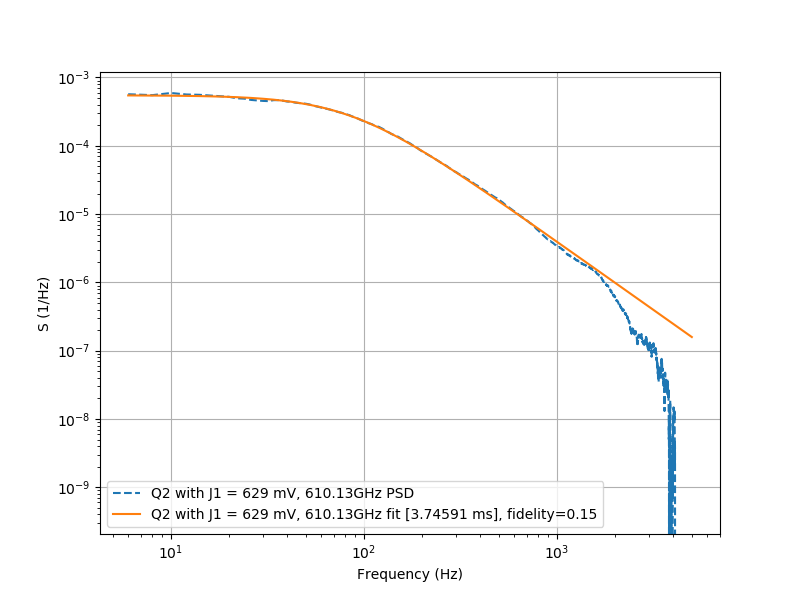 10⁻³
10⁻⁴
10⁻⁵
10⁻⁶
10⁻⁷
10⁻⁸
10⁻⁹
S (1/Hz)
Q2 with J1 = 629 mV, 610.13GHz PSD
Q2 with J1 = 629 mV, 610.13GHz fit [3.74591 ms], fidelity=0.15
10¹ 10² 10³
Frequency (Hz)